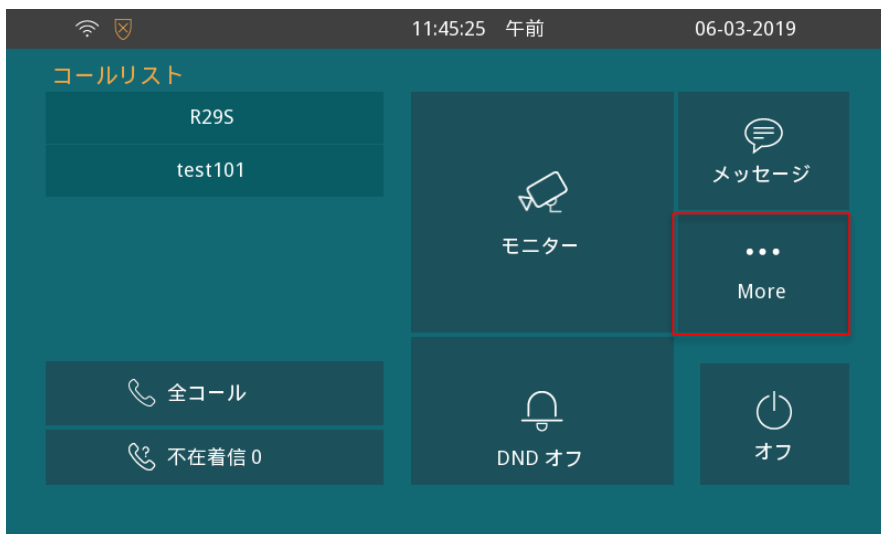 11:45:25 午前 06-03-2019
コールリスト
R29S
test101
モニター
メッセージ
More
全コール
不在着信 0
DND オフ
オフ